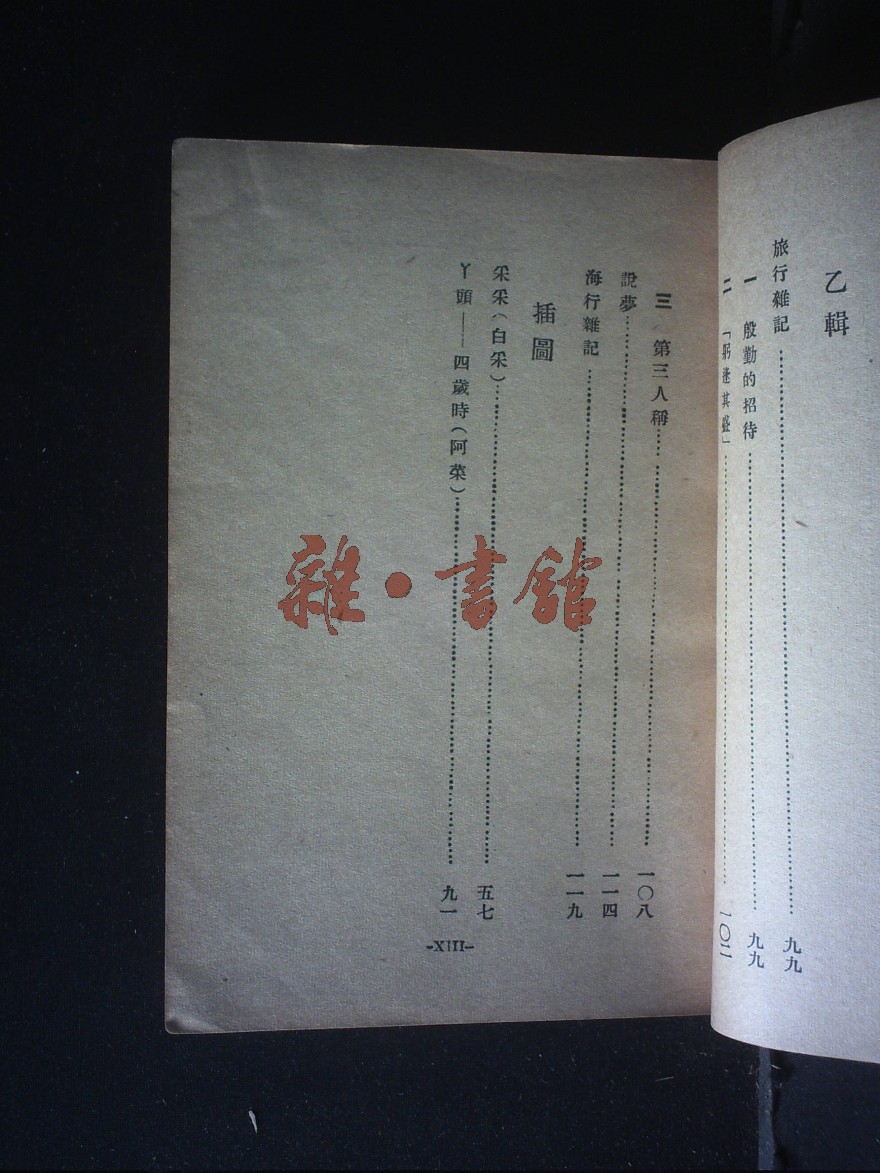 乙輯
旅行雜記……九九
一 殷勤的招待……九九
二 「躬逢其盛」……一〇二
三 第三人稱……一〇八
說夢……一一四
海行雜記……一一九
插圖
采采(白采)……五七
丫頭——四歲時(阿菜)……九一
-XIII-
雜·書館